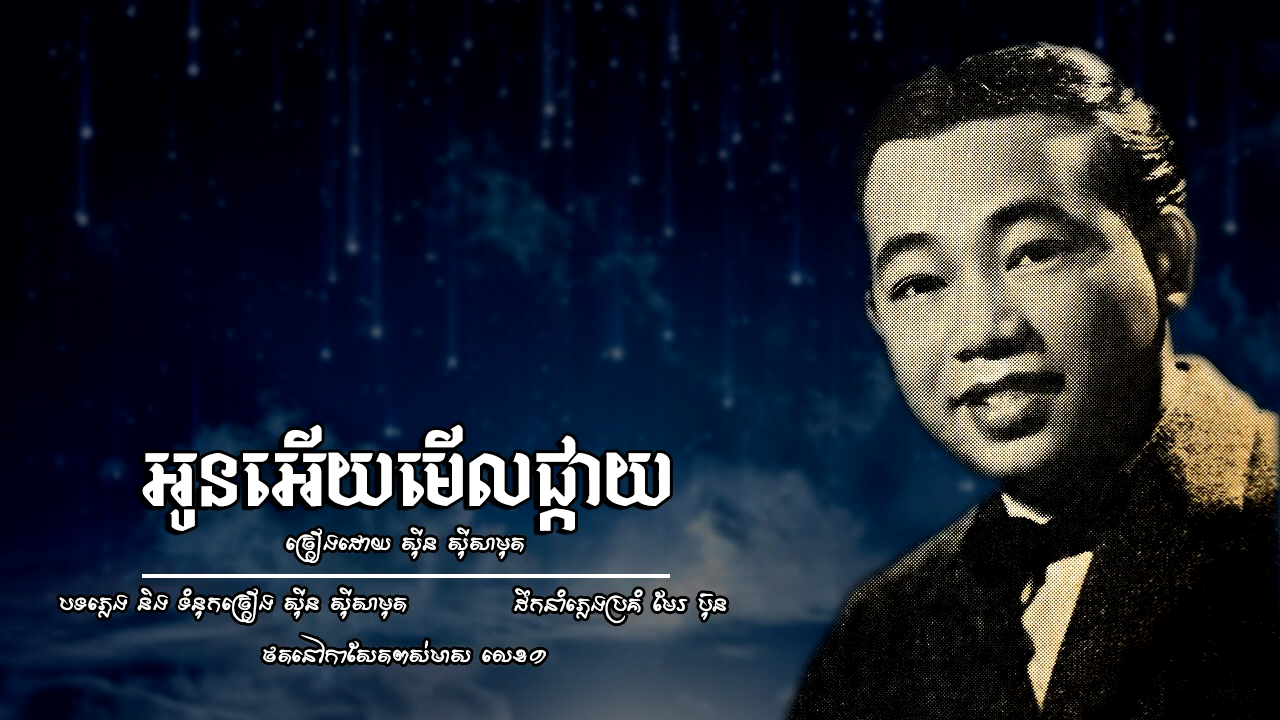 អូនអើយមើលផ្កាយ
ច្រៀងដោយ ស៊ីន ស៊ីសាមុត
បទភ្លេង និង ទំនុកច្រៀង ស៊ីន ស៊ីសាមុត
ដឹកនាំភ្លេងប្រគំ មែរ ប៊ុន
ថតនៅកាសែតពស់មាស លេខ១